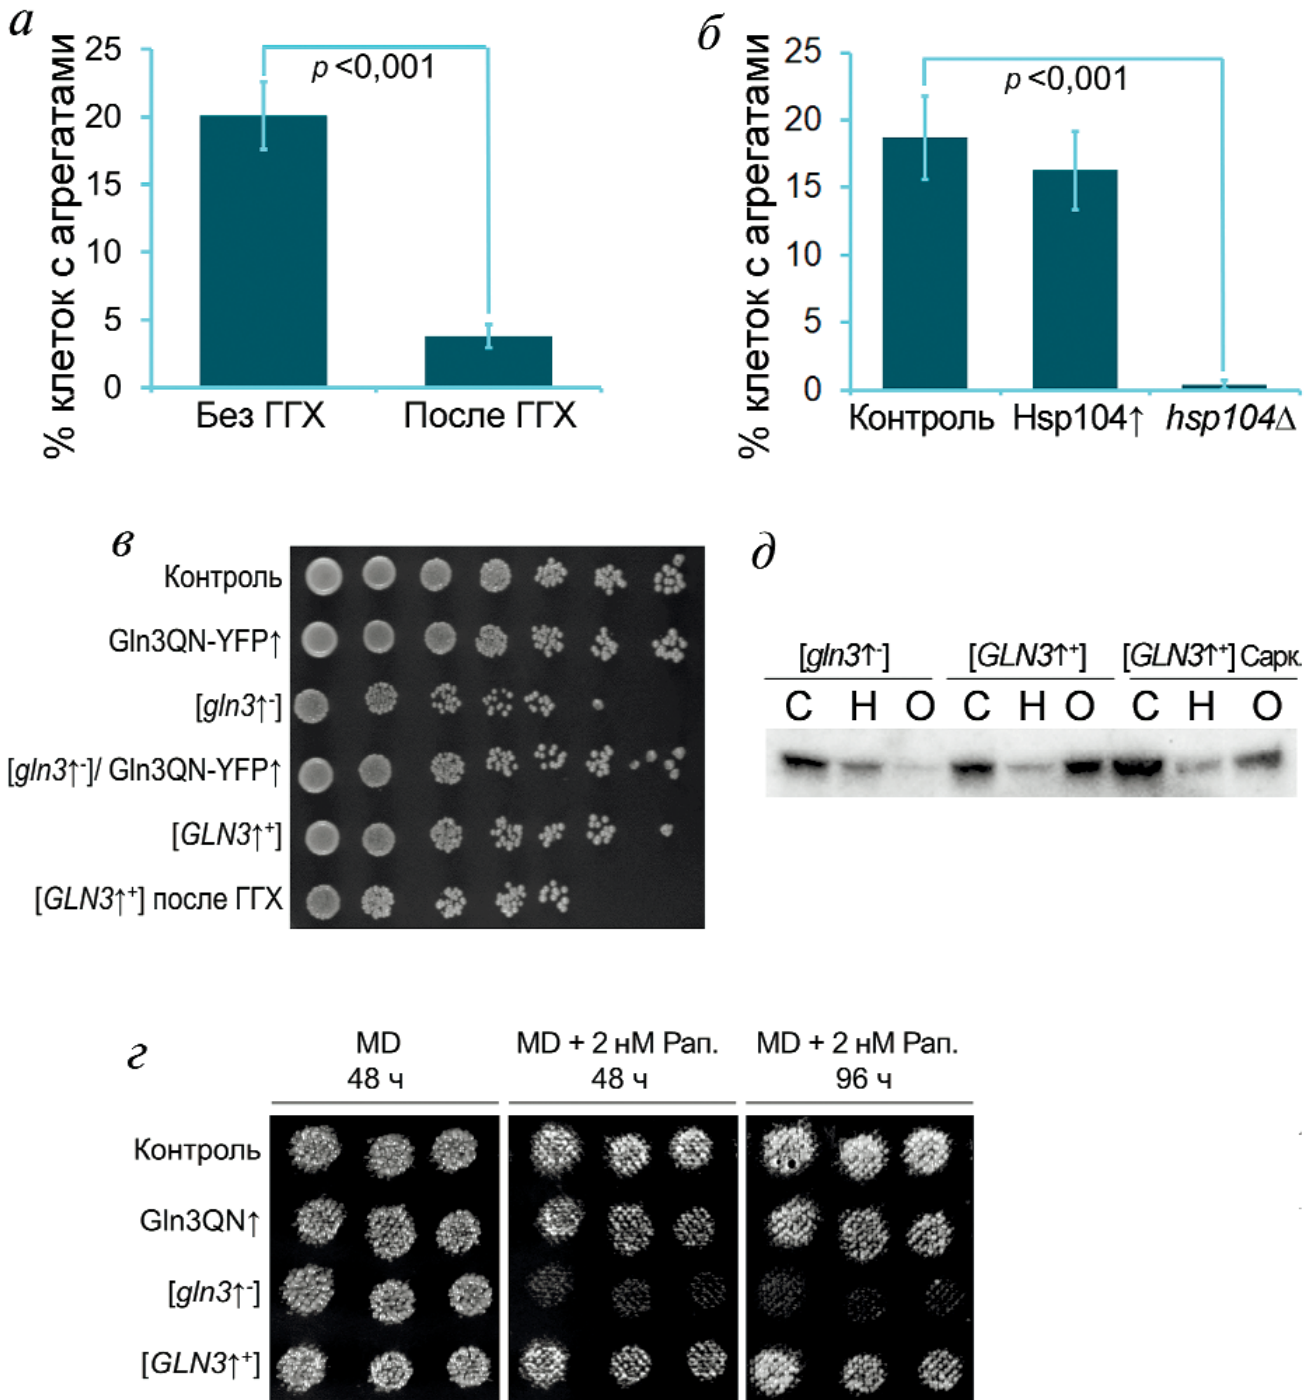 а
% клеток с агрегатами
25
20
15
10
5
0
p <0,001
Без ГГХ
После ГГХ
б
% клеток с агрегатами
25
20
15
10
5
0
p <0,001
Контроль
Hsp104↑
hsp104Δ
в
Контроль
Gln3QN-YFP↑
[gln3↑⁻]
[gln3↑⁻]/ Gln3QN-YFP↑
[GLN3↑⁺]
[GLN3↑⁺] после ГГХ
д
[gln3↑⁻] [GLN3↑⁺] [GLN3↑⁺] Сарк.
С Н О С Н О С Н О
г
MD
48 ч
MD + 2 нМ Рап.
48 ч
MD + 2 нМ Рап.
96 ч
Контроль
Gln3QN↑
[gln3↑⁻]
[GLN3↑⁺]